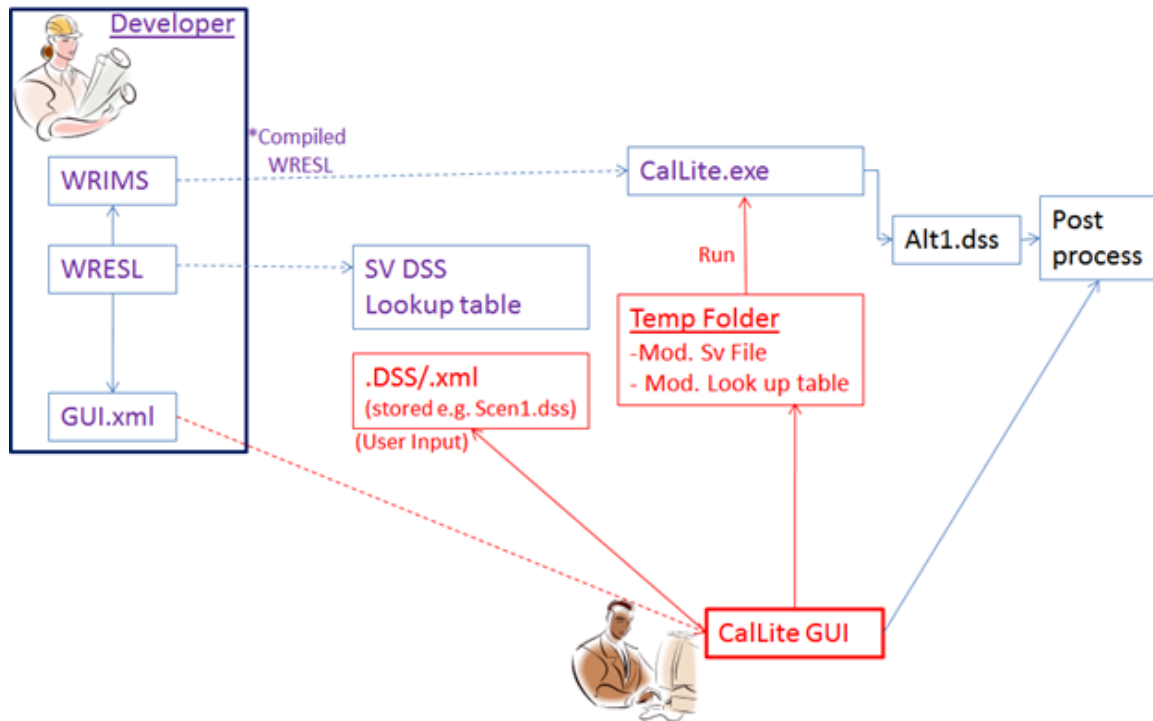 Developer
*Compiled
WRESL
WRIMS
CalLite.exe
WRESL
SV DSS
Lookup table
Alt1.dss
Post
process
Run
Temp Folder
-Mod. Sv File
- Mod. Look up table
.DSS/.xml
(stored e.g. Scen1.dss)
(User Input)
GUI.xml
CalLite GUI